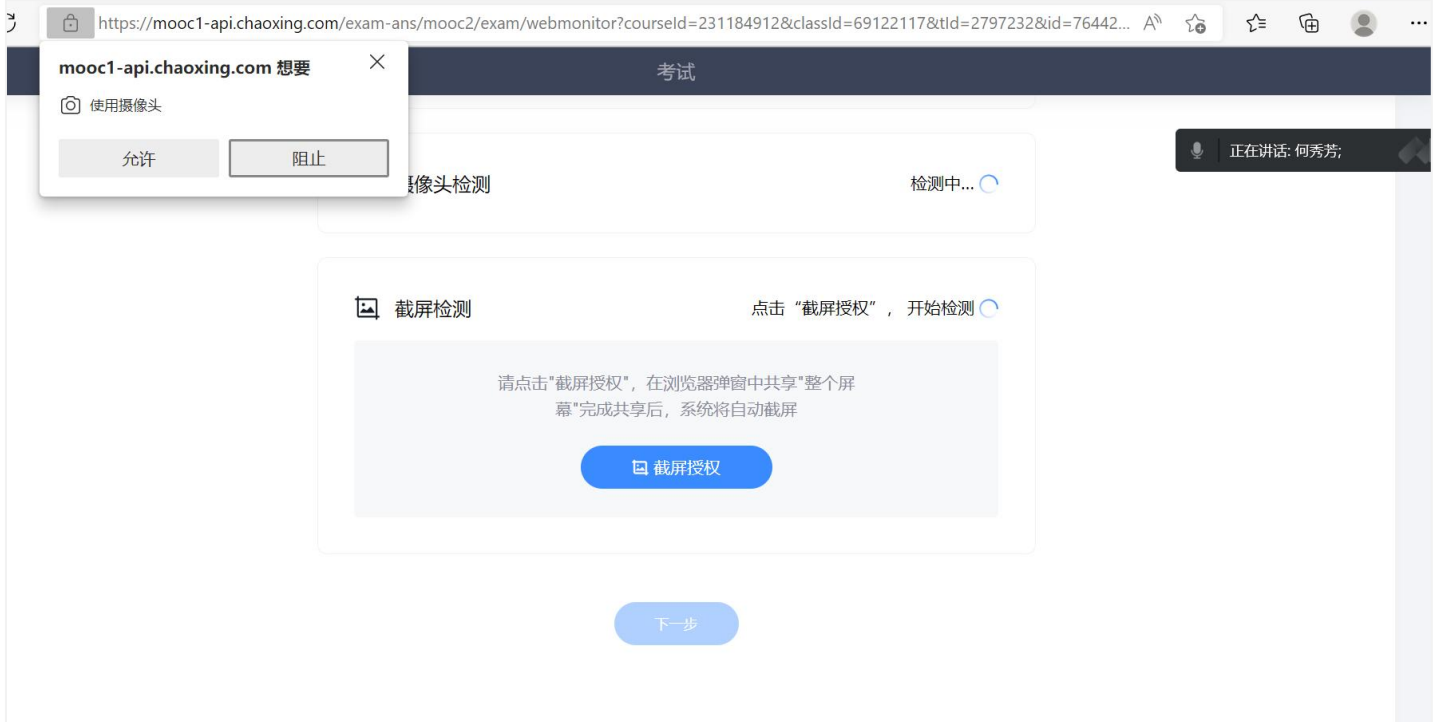 https://mooc1-api.chaoxing.com/exam-ans/mooc2/exam/webmonitor?courseId=231184912&classId=69122117&tId=2797232&id=76442...
mooc1-api.chaoxing.com 想要
使用摄像头
允许
阻止
考试
正在讲话: 何秀芳;
像头检测
检测中...
截屏检测
点击“截屏授权”，开始检测
请点击"截屏授权"，在浏览器弹窗中共享"整个屏
幕"完成共享后，系统将自动截屏
截屏授权
下一步